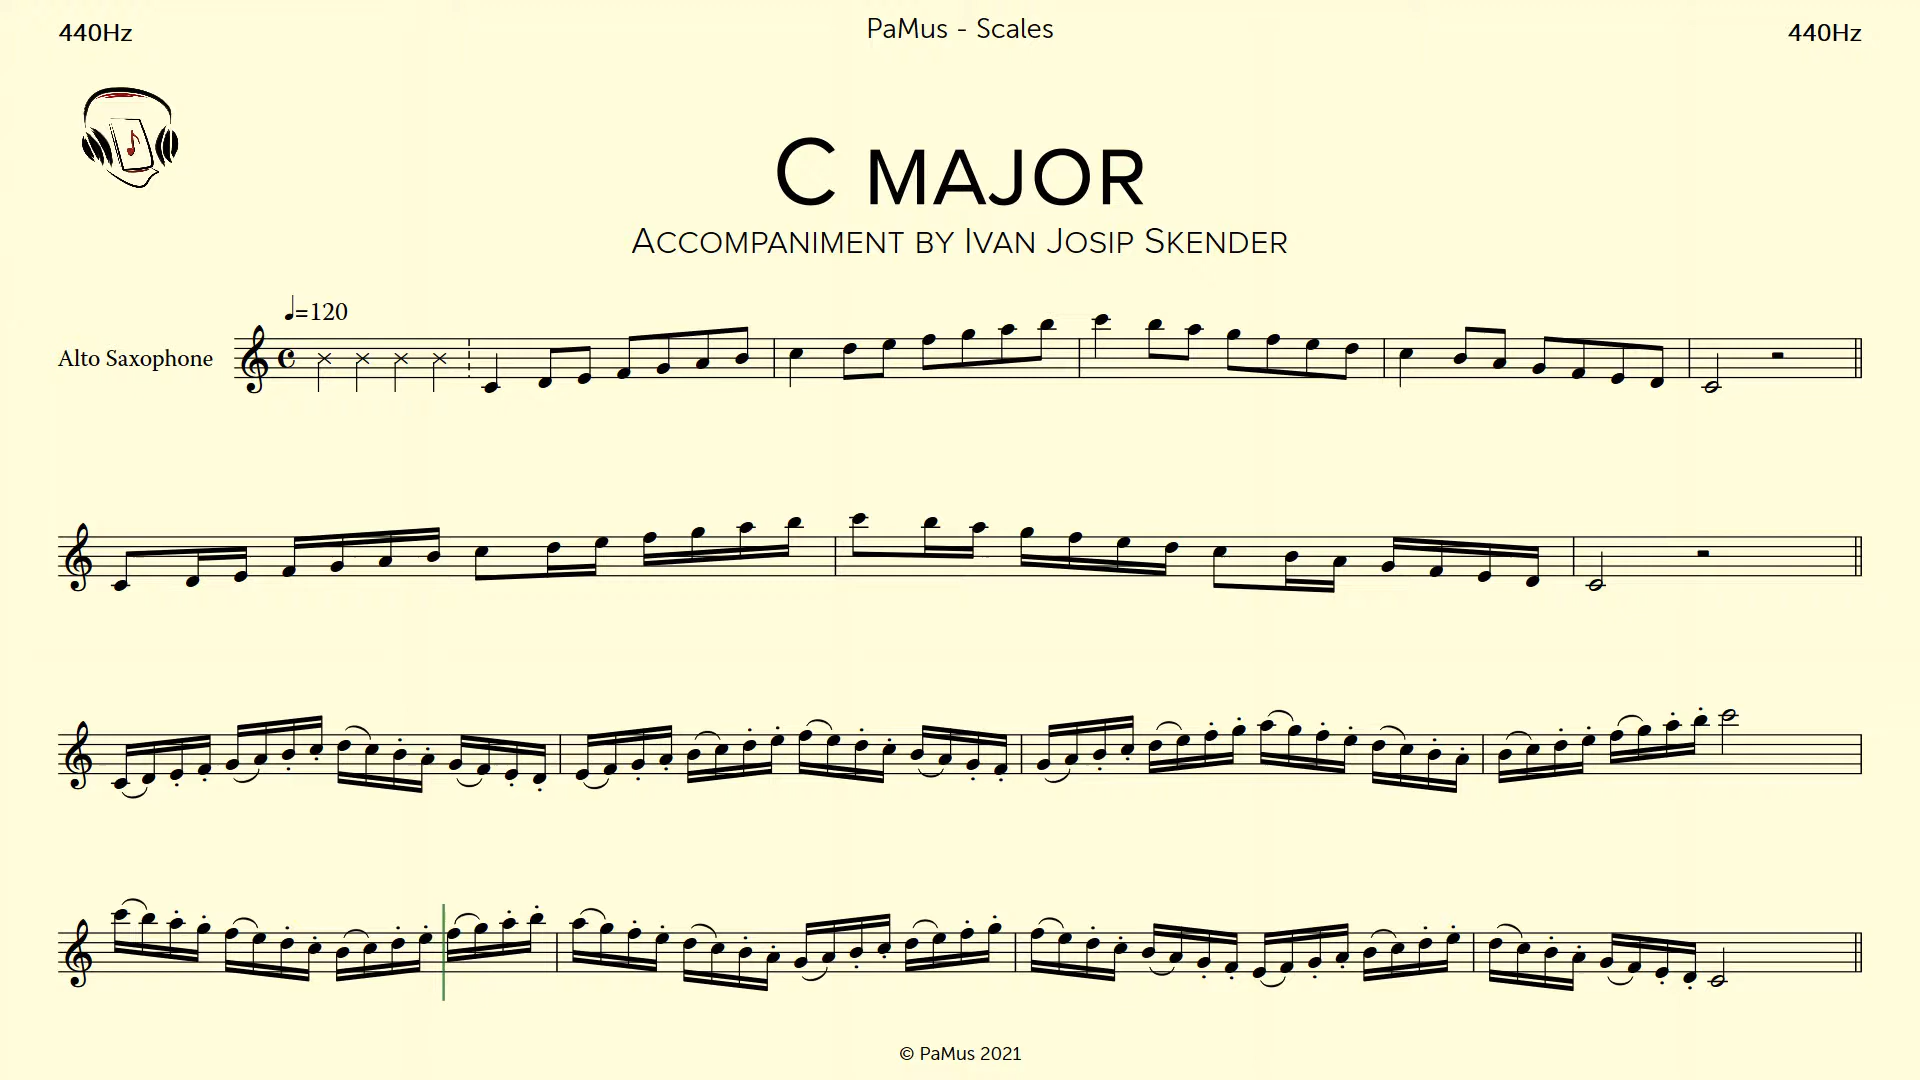 440Hz
PaMus - Scales
440Hz
C MAJOR
ACCOMPANIMENT BY IVAN JOSIP SKENDER
♩=120
Alto Saxophone
© PaMus 2021